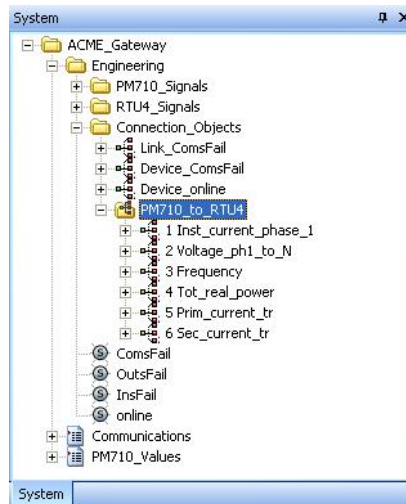 System
ACME_Gateway
Engineering
PM710_Signals
RTU4_Signals
Connection_Objects
Link_ComsFail
Device_ComsFail
Device_online
PM710_to_RTU4
1 Inst_current_phase_1
2 Voltage_ph1_to_N
3 Frequency
4 Tot_real_power
5 Prim_current_tr
6 Sec_current_tr
S ComsFail
S OutsFail
S InsFail
S online
Communications
PM710_Values
System